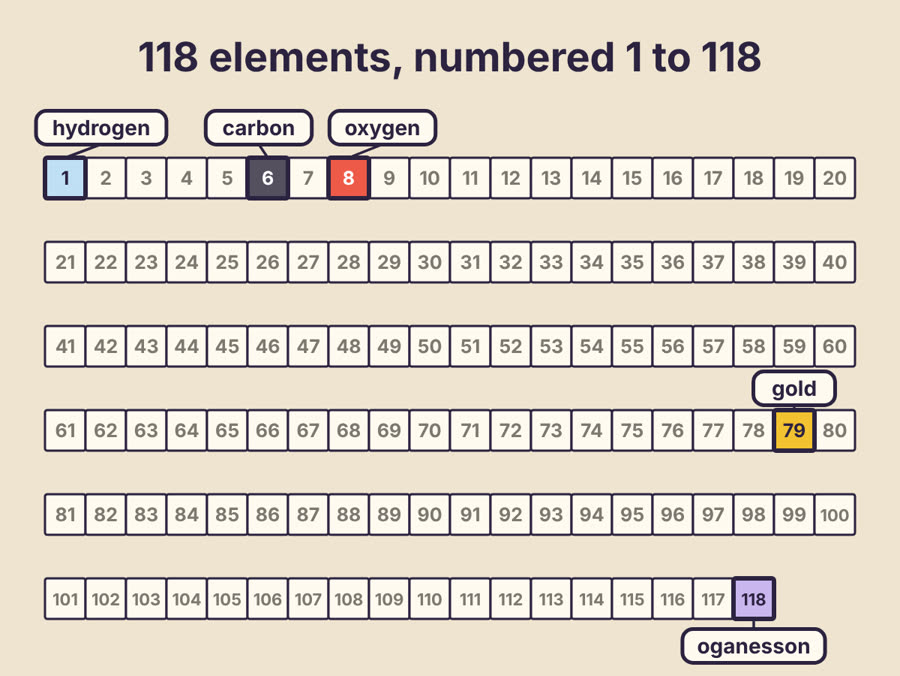 118 elements, numbered 1 to 118
hydrogen carbon oxygen
1 2 3 4 5 6 7 8 9 10 11 12 13 14 15 16 17 18 19 20
21 22 23 24 25 26 27 28 29 30 31 32 33 34 35 36 37 38 39 40
41 42 43 44 45 46 47 48 49 50 51 52 53 54 55 56 57 58 59 60
gold
61 62 63 64 65 66 67 68 69 70 71 72 73 74 75 76 77 78 79 80
81 82 83 84 85 86 87 88 89 90 91 92 93 94 95 96 97 98 99 100
101 102 103 104 105 106 107 108 109 110 111 112 113 114 115 116 117 118
oganesson